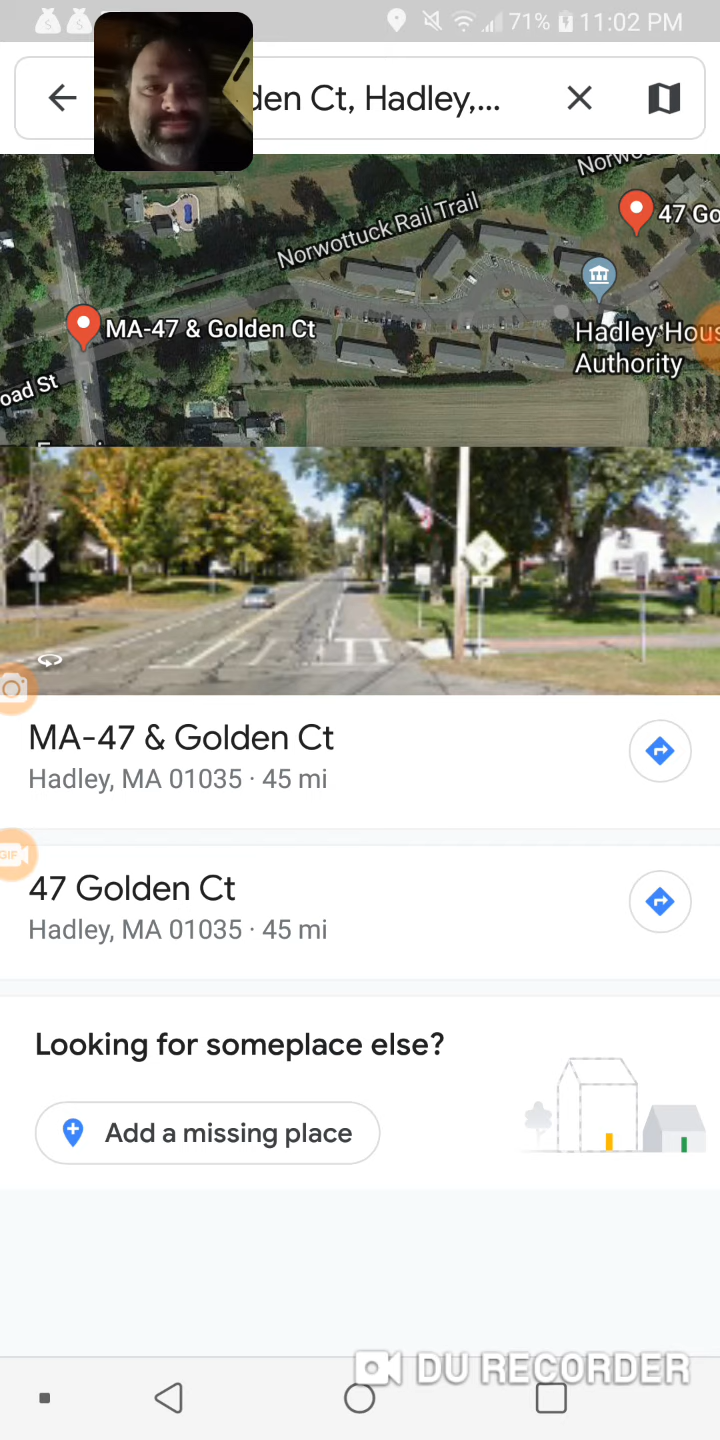 71% 11:02 PM
den Ct, Hadley,...
Norwottuck Rail Trail
47 Go
MA-47 & Golden Ct
Hadley Hous
Authority
oad St
MA-47 & Golden Ct
Hadley, MA 01035 · 45 mi
GIF
47 Golden Ct
Hadley, MA 01035 · 45 mi
Looking for someplace else?
Add a missing place
DU RECORDER